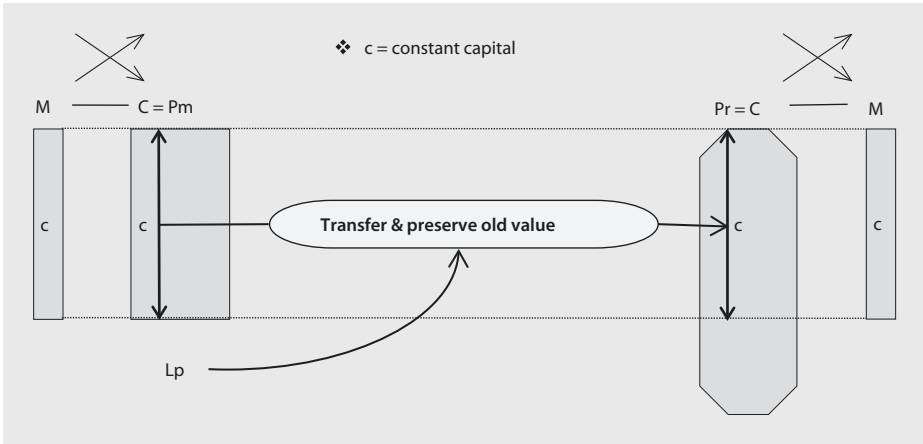 ❖ c = constant capital
M C = Pm Pr = C M
c c Transfer & preserve old value c c
Lp